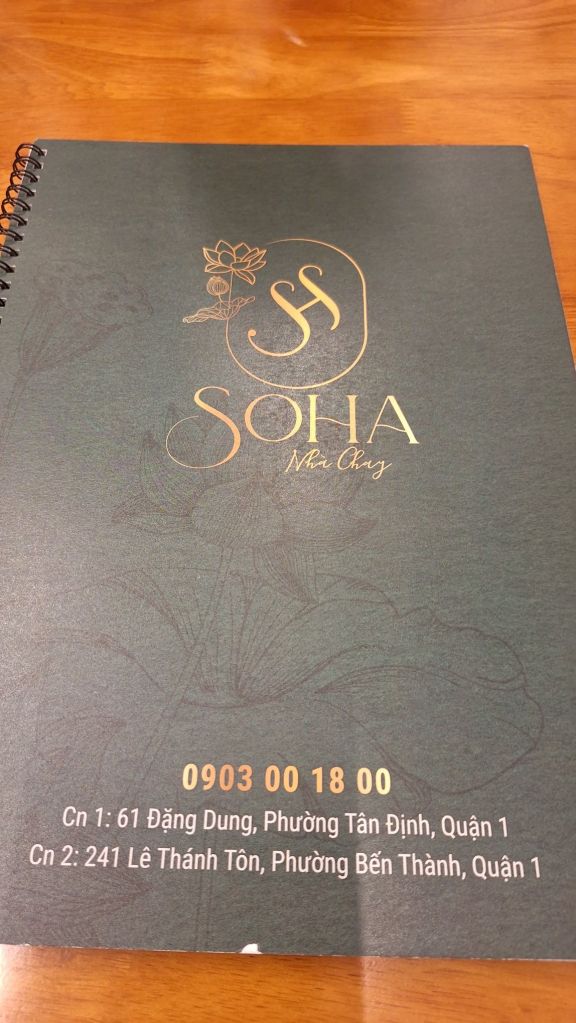 SH
SOHA
Nhà Chay
0903 00 18 00
Cn 1: 61 Đặng Dung, Phường Tân Định, Quận 1
Cn 2: 241 Lê Thánh Tôn, Phường Bến Thành, Quận 1